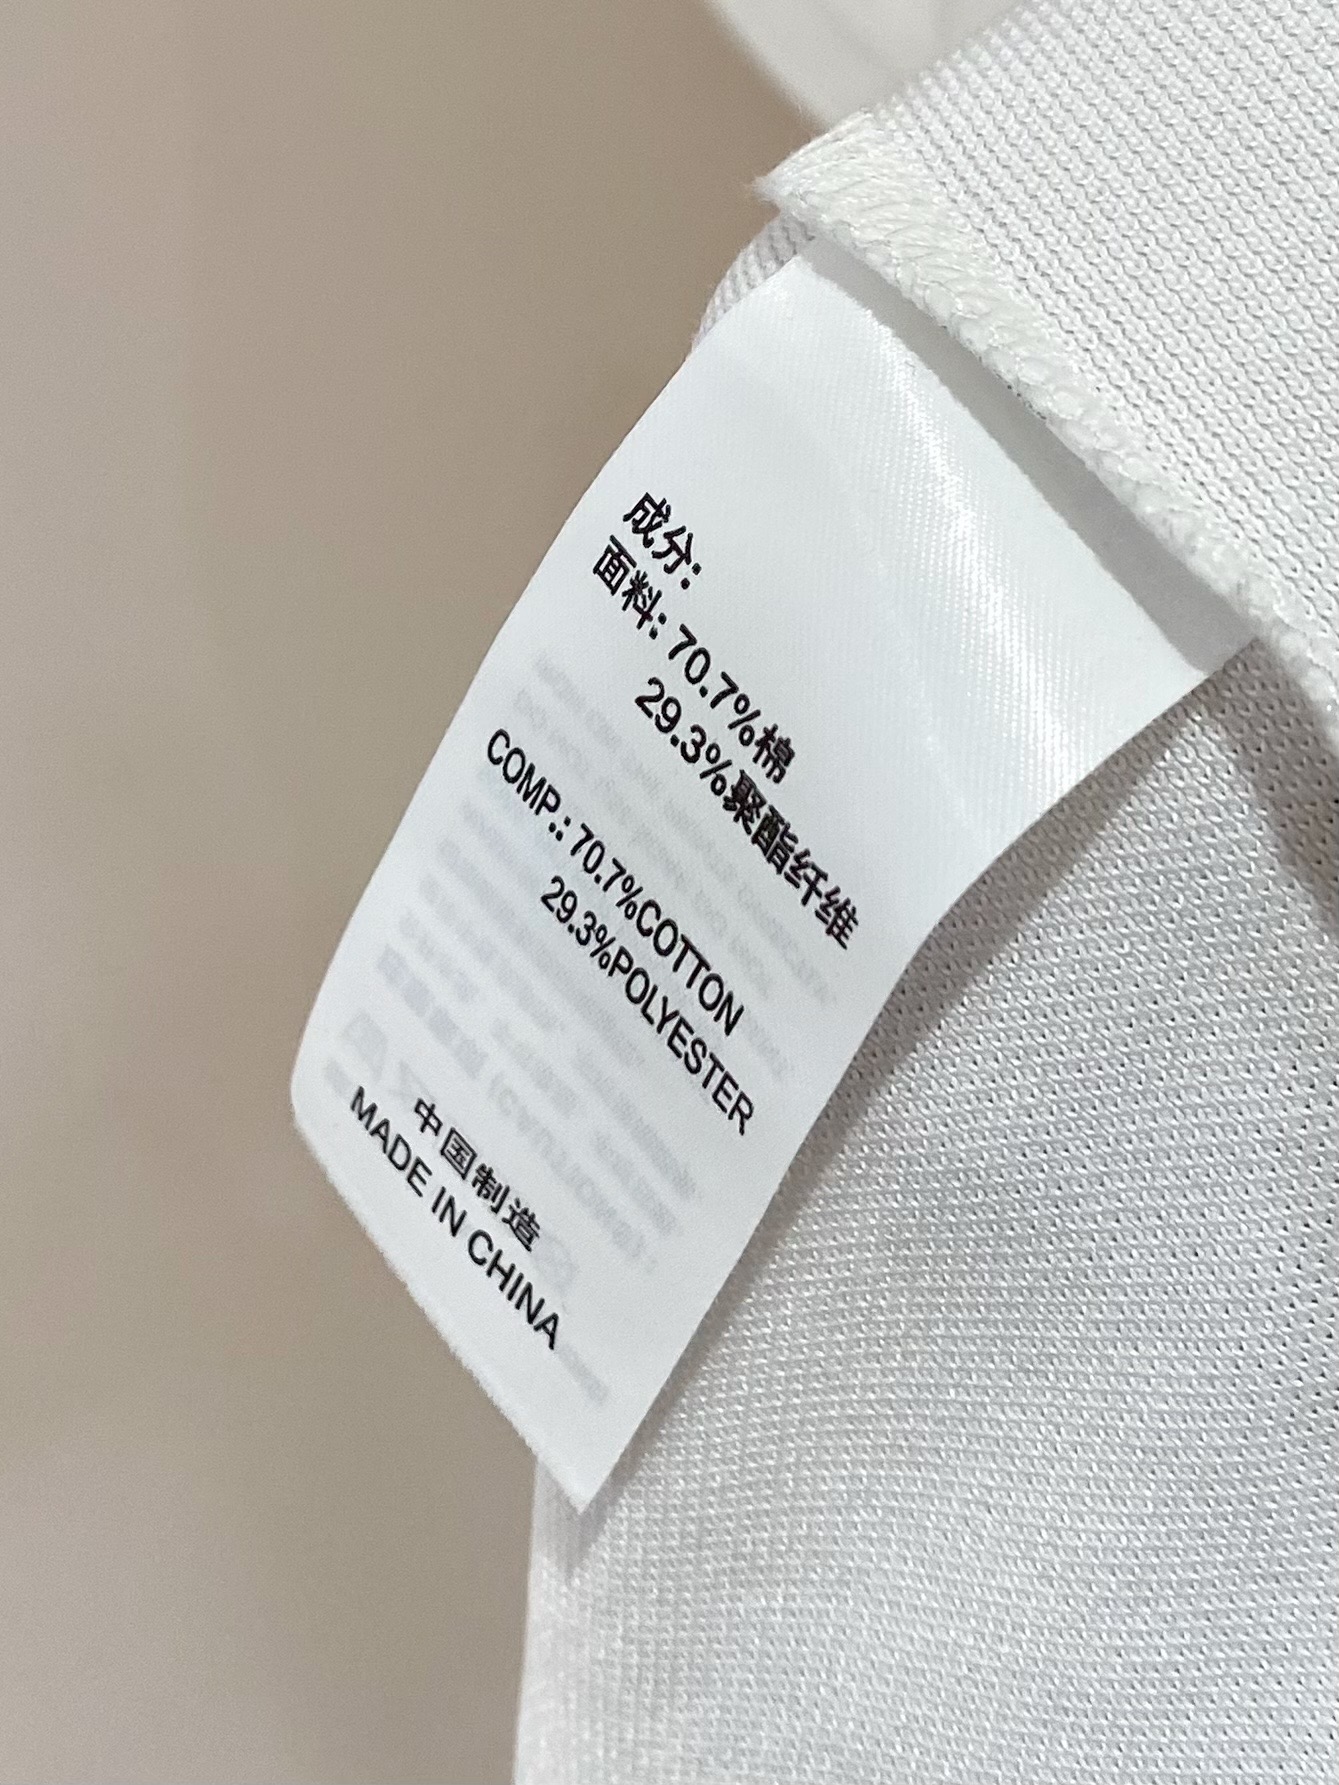 成分:
面料: 70.7%棉
29.3%聚酯纤维
COMP.: 70.7%COTTON
29.3%POLYESTER
中国制造
MADE IN CHINA